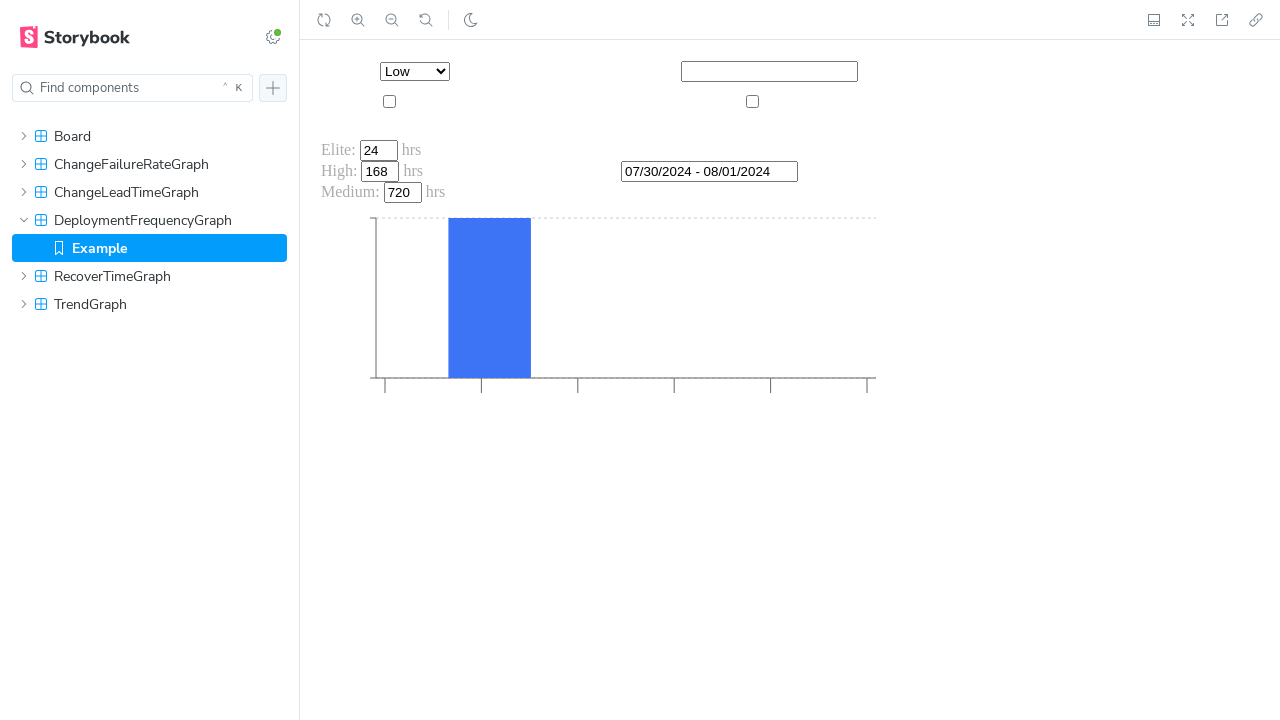 Storybook
Find components
^ K
Board
ChangeFailureRateGraph
ChangeLeadTimeGraph
DeploymentFrequencyGraph
Example
RecoverTimeGraph
TrendGraph
Low
Elite: 24 hrs
High: 168 hrs
07/30/2024 - 08/01/2024
Medium: 720 hrs